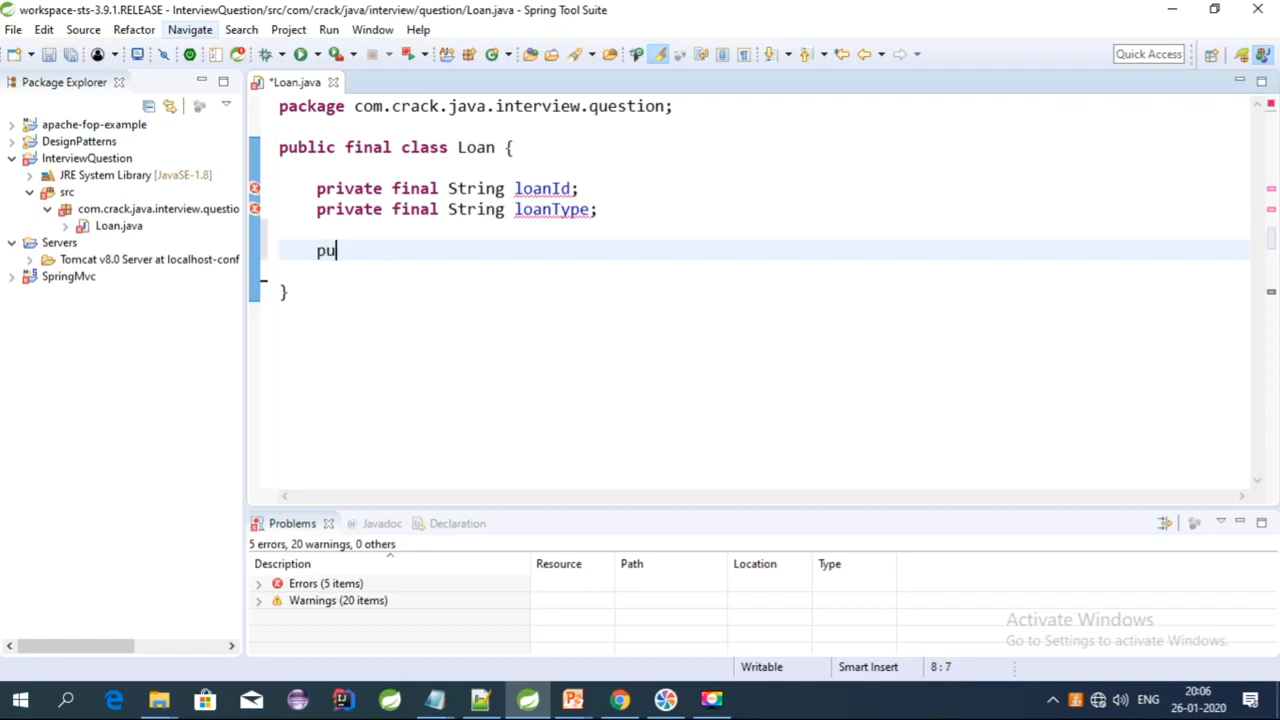 workspace-sts-3.9.1.RELEASE - InterviewQuestion/src/com/crack/java/interview/question/Loan.java - Spring Tool Suite
File Edit Source Refactor Navigate Search Project Run Window Help
Quick Access
Package Explorer
*Loan.java
apache-fop-example
DesignPatterns
InterviewQuestion
JRE System Library [JavaSE-1.8]
src
com.crack.java.interview.questio
Loan.java
Servers
Tomcat v8.0 Server at localhost-conf
SpringMvc
package com.crack.java.interview.question;
public final class Loan {
private final String loanId;
private final String loanType;
pu
}
Problems Javadoc Declaration
5 errors, 20 warnings, 0 others
Description Resource Path Location Type
Errors (5 items)
Warnings (20 items)
Activate Windows
Go to Settings to activate Windows.
Writable Smart Insert 8 : 7
ENG
20:06
26-01-2020